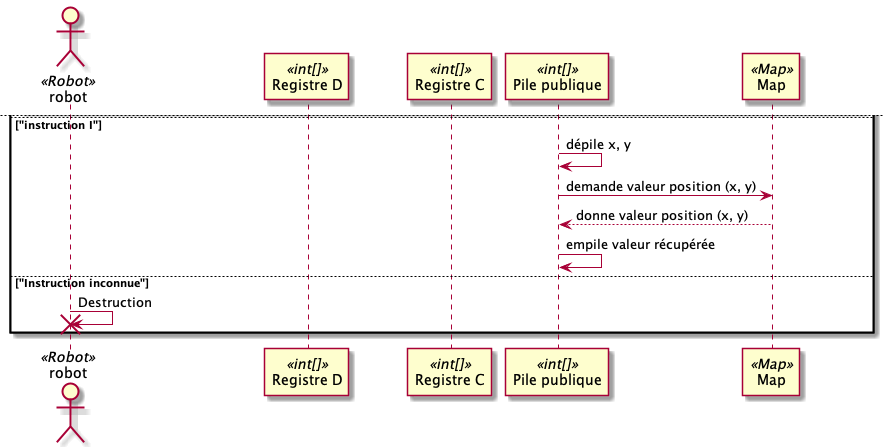 «Robot»
robot
«int[]»
Registre D
«int[]»
Registre C
«int[]»
Pile publique
«Map»
Map
["instruction I"]
dépile x, y
demande valeur position (x, y)
donne valeur position (x, y)
empile valeur récupérée
["Instruction inconnue"]
Destruction
«Robot»
robot
«int[]»
Registre D
«int[]»
Registre C
«int[]»
Pile publique
«Map»
Map